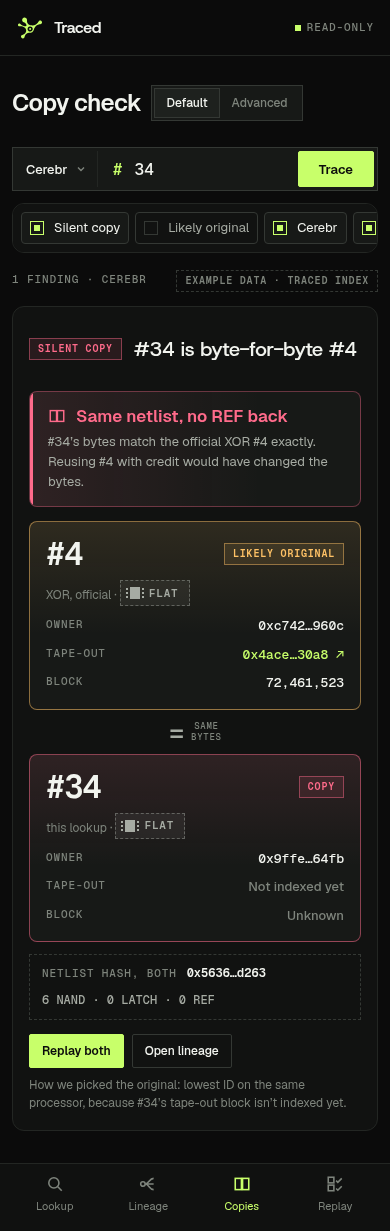 Traced
READ-ONLY
Copy check
Default
Advanced
Cerebr
# 34
Trace
Silent copy
Likely original
Cerebr
1 FINDING · CEREBR
EXAMPLE DATA · TRACED INDEX
SILENT COPY
#34 is byte-for-byte #4
Same netlist, no REF back
#34's bytes match the official XOR #4 exactly.
Reusing #4 with credit would have changed the
bytes.
#4
LIKELY ORIGINAL
XOR, official ·
FLAT
OWNER
0xc742…960c
TAPE-OUT
0x4ace…30a8 ↗
BLOCK
72,461,523
= SAME
BYTES
#34
COPY
this lookup ·
FLAT
OWNER
0x9ffe…64fb
TAPE-OUT
Not indexed yet
BLOCK
Unknown
NETLIST HASH, BOTH 0x5636…d263
6 NAND · 0 LATCH · 0 REF
Replay both
Open lineage
How we picked the original: lowest ID on the same
processor, because #34's tape-out block isn't indexed yet.
Lookup
Lineage
Copies
Replay